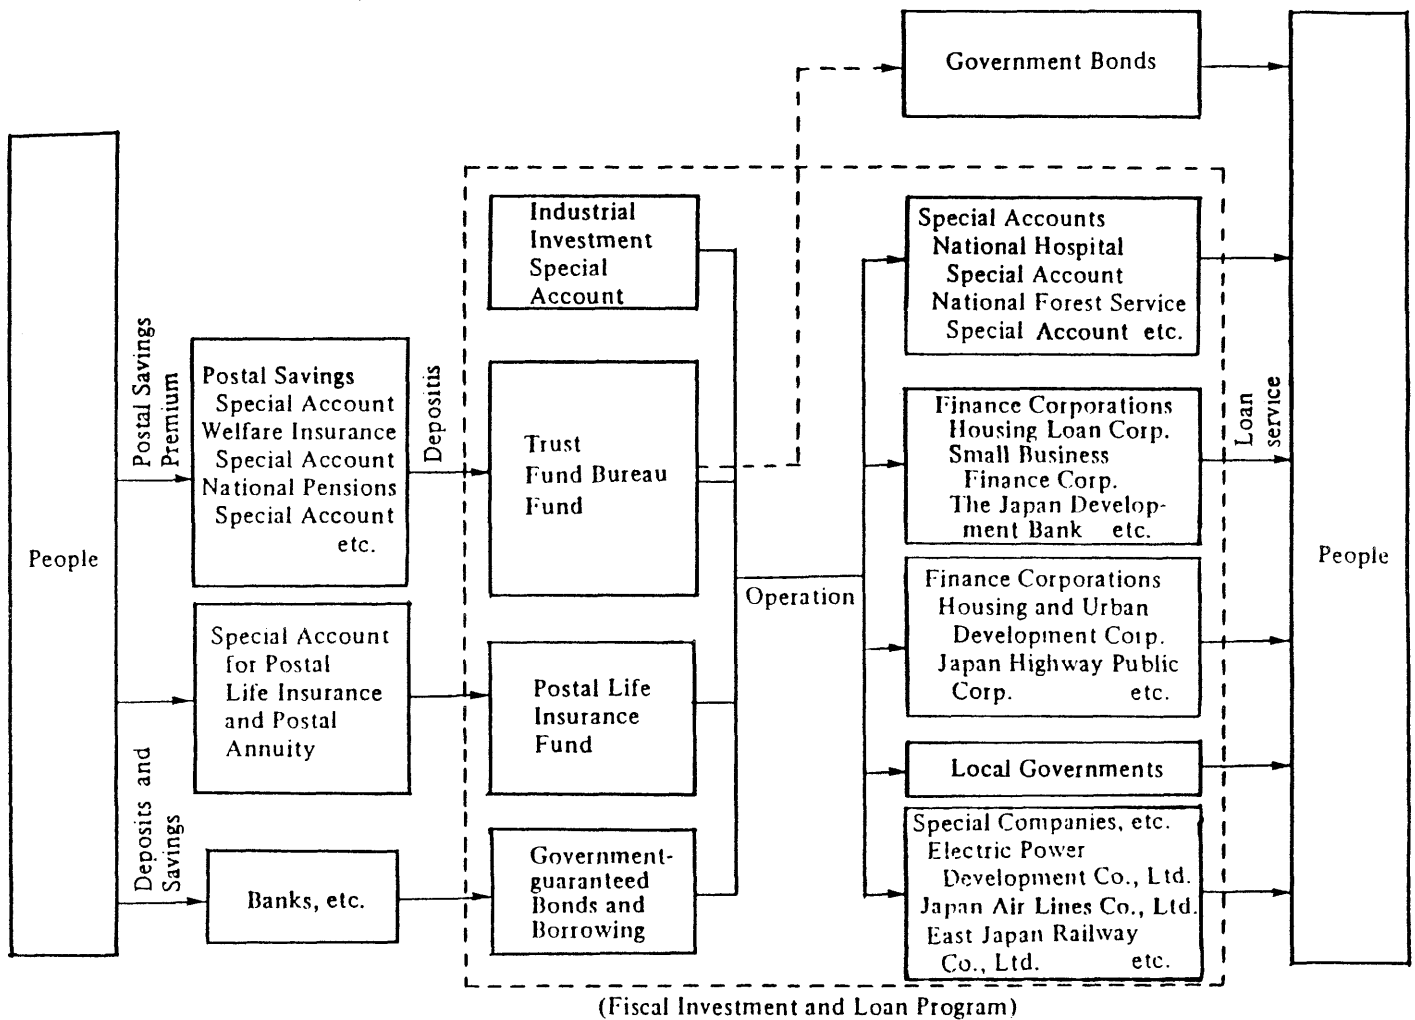 People
Postal Savings
Premium
Deposits and
Savings
Postal Savings
Special Account
Welfare Insurance
Special Account
National Pensions
Special Account
etc.
Special Account
for Postal
Life Insurance
and Postal
Annuity
Banks, etc.
Depositis
Industrial
Investment
Special
Account
Trust
Fund Bureau
Fund
Postal Life
Insurance
Fund
Government-
guaranteed
Bonds and
Borrowing
Operation
Government Bonds
Special Accounts
National Hospital
Special Account
National Forest Service
Special Account etc.
Finance Corporations
Housing Loan Corp.
Small Business
Finance Corp.
The Japan Develop-
ment Bank etc.
Finance Corporations
Housing and Urban
Development Corp.
Japan Highway Public
Corp. etc.
Local Governments
Special Companies, etc.
Electric Power
Development Co., Ltd.
Japan Air Lines Co., Ltd.
East Japan Railway
Co., Ltd. etc.
Loan
service
People
(Fiscal Investment and Loan Program)